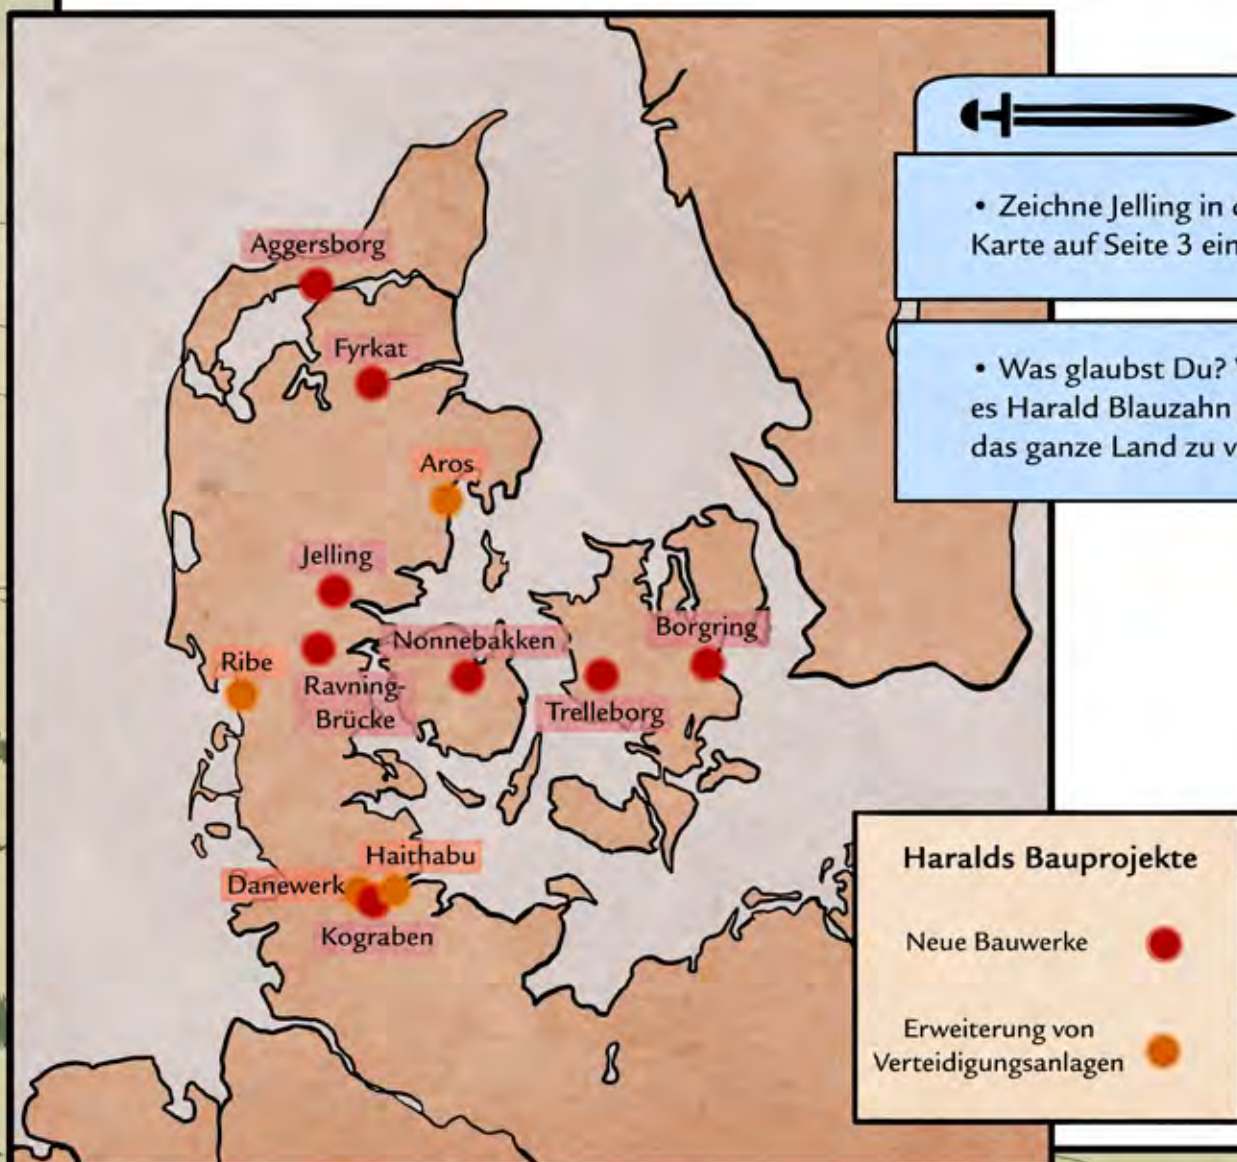 Aggersborg
Fyrkat
Aros
Jelling
Nonnebakken
Borgring
Ribe
Ravning-
Brücke
Trelleborg
Haithabu
Danewerk
Kograben
• Zeichne Jelling in
Karte auf Seite 3 ein
• Was glaubst Du?
es Harald Blauzahn
das ganze Land zu
Haralds Bauprojekte
Neue Bauwerke
Erweiterung von
Verteidigungsanlagen